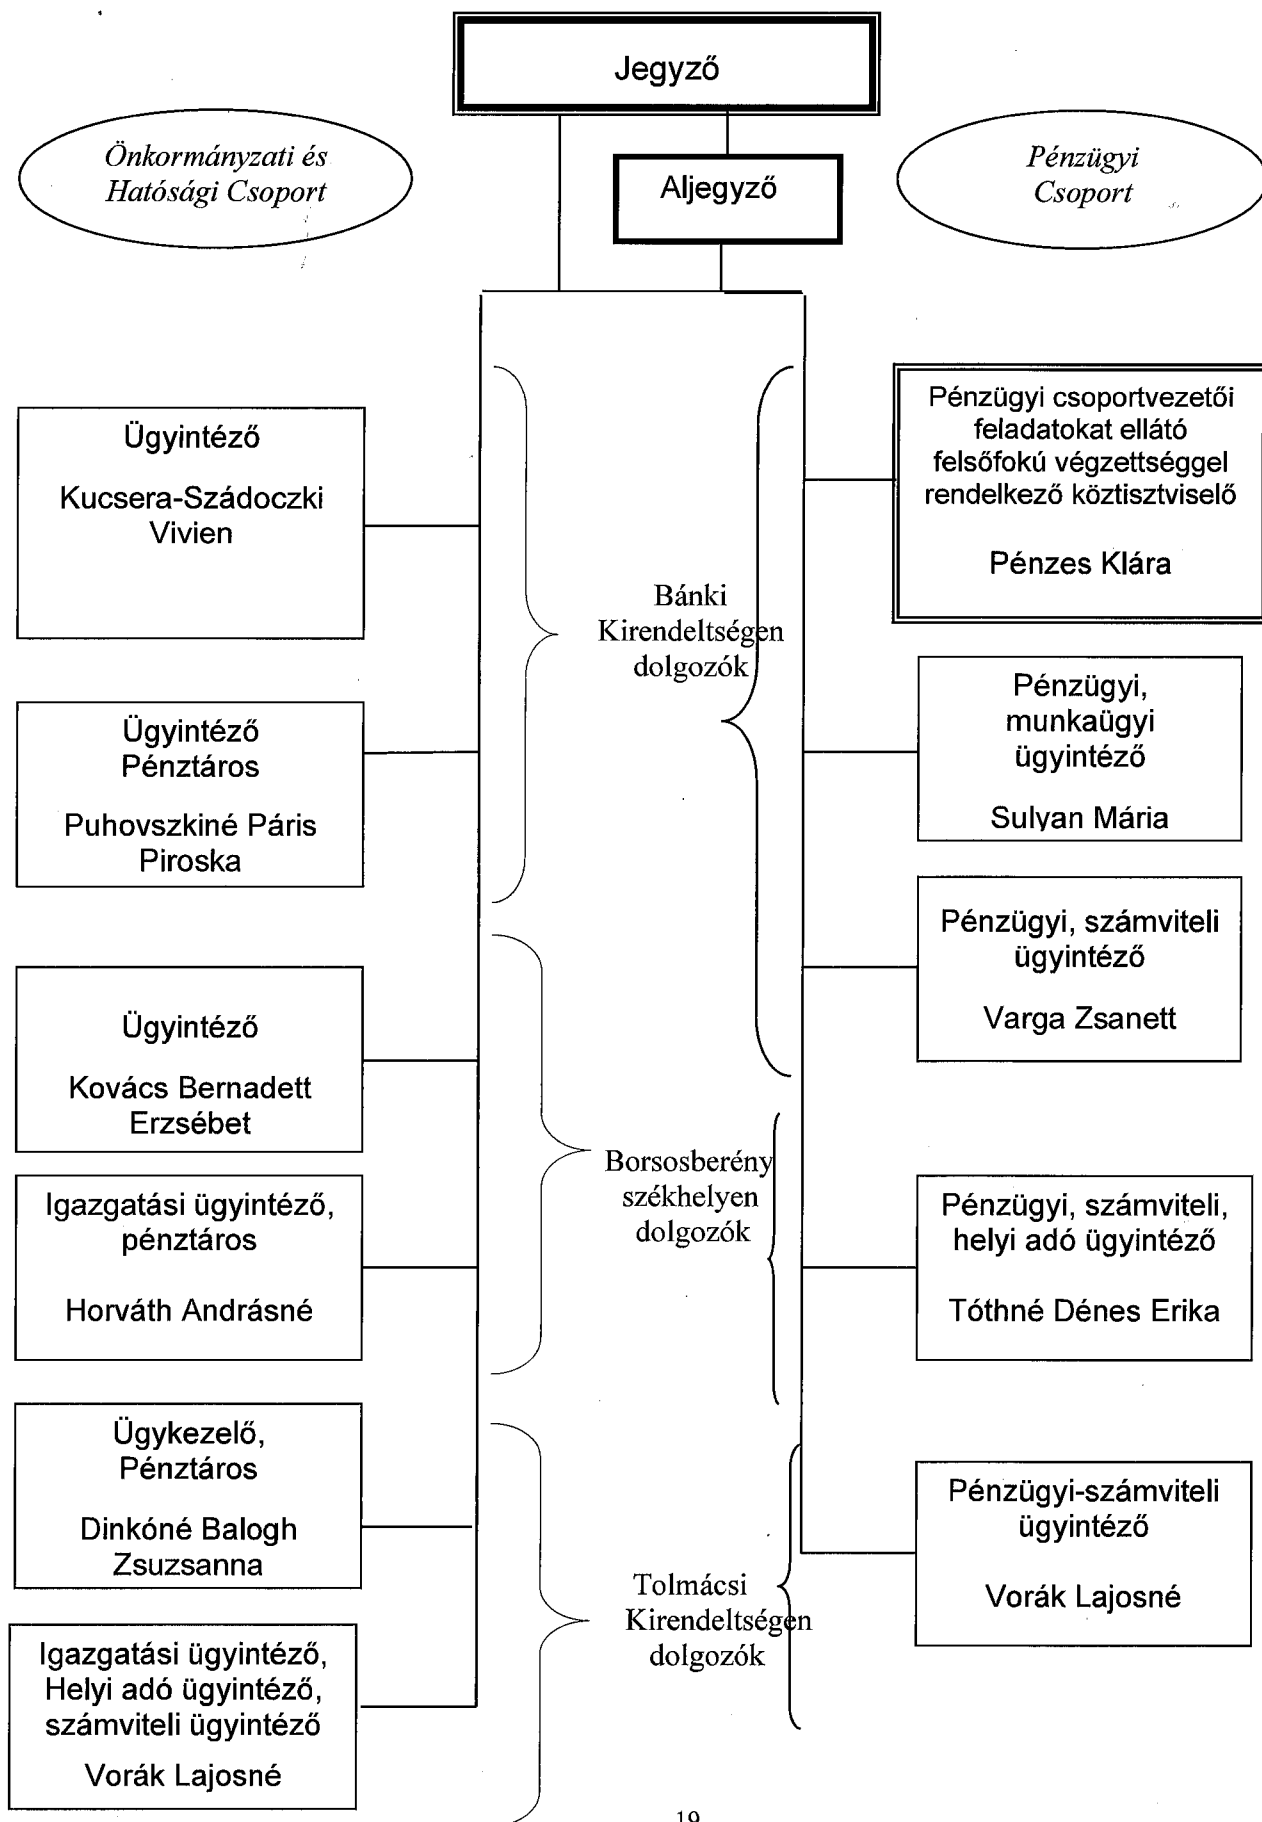 Jegyző
Önkormányzati és
Hatósági Csoport
Aljegyző
Pénzügyi
Csoport
Ügyintéző
Kucsera-Szádoczki
Vivien
Ügyintéző
Pénztáros
Puhovszkiné Páris
Piroska
Ügyintéző
Kovács Bernadett
Erzsébet
Igazgatási ügyintéző,
pénztáros
Horváth Andrásné
Ügykezelő,
Pénztáros
Dinkóné Balogh
Zsuzsanna
Igazgatási ügyintéző,
Helyi adó ügyintéző,
számviteli ügyintéző
Vorák Lajosné
Bánki
Kirendeltségen
dolgozók
Borsosberény
székhelyen
dolgozók
Tolmácsi
Kirendeltségen
dolgozók
Pénzügyi csoportvezetői
feladatokat ellátó
felsőfokú végzettséggel
rendelkező köztisztviselő
Pénzes Klára
Pénzügyi,
munkaügyi
ügyintéző
Sulyan Mária
Pénzügyi, számviteli
ügyintéző
Varga Zsanett
Pénzügyi, számviteli,
helyi adó ügyintéző
Tóthné Dénes Erika
Pénzügyi-számviteli
ügyintéző
Vorák Lajosné
19